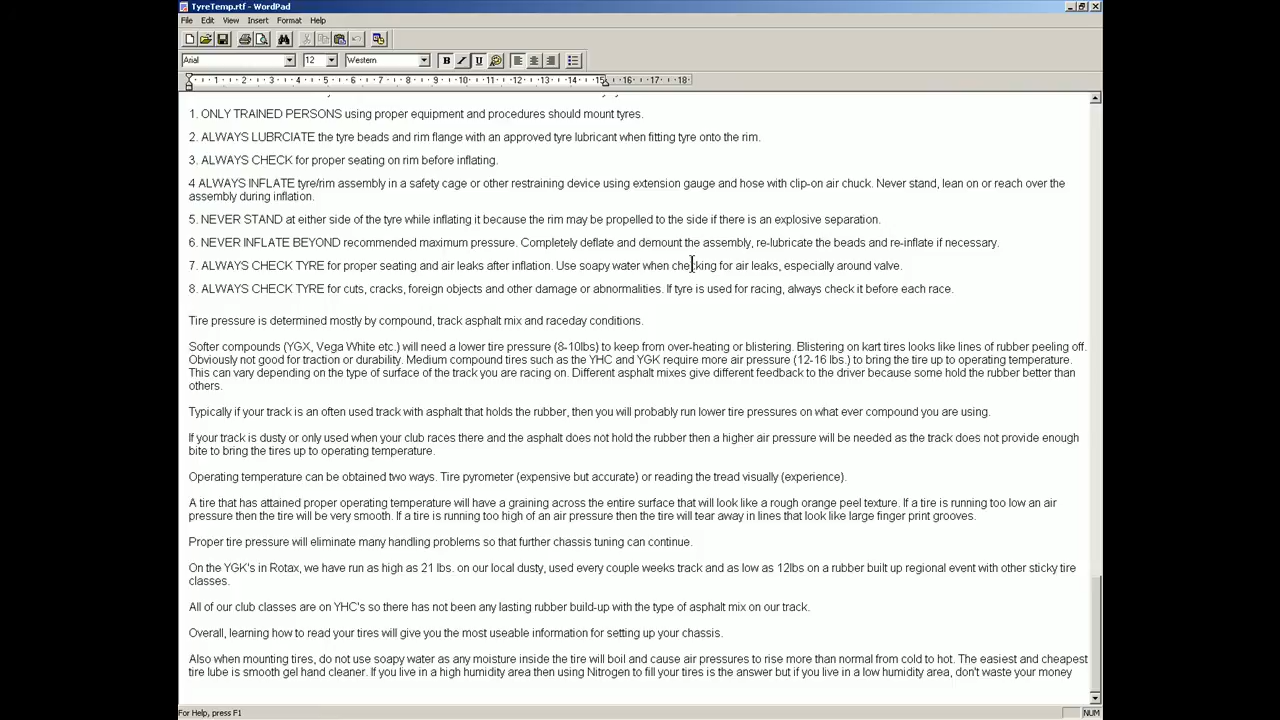 TyreTemp.rtf - WordPad
File Edit View Insert Format Help
Arial 12 Western B I U
1 2 3 4 5 6 7 8 9 10 11 12 13 14 15 16 17 18
1. ONLY TRAINED PERSONS using proper equipment and procedures should mount tyres.
2. ALWAYS LUBRCIATE the tyre beads and rim flange with an approved tyre lubricant when fitting tyre onto the rim.
3. ALWAYS CHECK for proper seating on rim before inflating.
4 ALWAYS INFLATE tyre/rim assembly in a safety cage or other restraining device using extension gauge and hose with clip-on air chuck. Never stand, lean on or reach over the
assembly during inflation.
5. NEVER STAND at either side of the tyre while inflating it because the rim may be propelled to the side if there is an explosive separation.
6. NEVER INFLATE BEYOND recommended maximum pressure. Completely deflate and demount the assembly, re-lubricate the beads and re-inflate if necessary.
7. ALWAYS CHECK TYRE for proper seating and air leaks after inflation. Use soapy water when checking for air leaks, especially around valve.
8. ALWAYS CHECK TYRE for cuts, cracks, foreign objects and other damage or abnormalities. If tyre is used for racing, always check it before each race.
Tire pressure is determined mostly by compound, track asphalt mix and raceday conditions.
Softer compounds (YGX, Vega White etc.) will need a lower tire pressure (8-10lbs) to keep from over-heating or blistering. Blistering on kart tires looks like lines of rubber peeling off.
Obviously not good for traction or durability. Medium compound tires such as the YHC and YGK require more air pressure (12-16 lbs.) to bring the tire up to operating temperature.
This can vary depending on the type of surface of the track you are racing on. Different asphalt mixes give different feedback to the driver because some hold the rubber better than
others.
Typically if your track is an often used track with asphalt that holds the rubber, then you will probably run lower tire pressures on what ever compound you are using.
If your track is dusty or only used when your club races there and the asphalt does not hold the rubber then a higher air pressure will be needed as the track does not provide enough
bite to bring the tires up to operating temperature.
Operating temperature can be obtained two ways. Tire pyrometer (expensive but accurate) or reading the tread visually (experience).
A tire that has attained proper operating temperature will have a graining across the entire surface that will look like a rough orange peel texture. If a tire is running too low an air
pressure then the tire will be very smooth. If a tire is running too high of an air pressure then the tire will tear away in lines that look like large finger print grooves.
Proper tire pressure will eliminate many handling problems so that further chassis tuning can continue.
On the YGK's in Rotax, we have run as high as 21 lbs. on our local dusty, used every couple weeks track and as low as 12lbs on a rubber built up regional event with other sticky tire
classes.
All of our club classes are on YHC's so there has not been any lasting rubber build-up with the type of asphalt mix on our track.
Overall, learning how to read your tires will give you the most useable information for setting up your chassis.
Also when mounting tires, do not use soapy water as any moisture inside the tire will boil and cause air pressures to rise more than normal from cold to hot. The easiest and cheapest
tire lube is smooth gel hand cleaner. If you live in a high humidity area then using Nitrogen to fill your tires is the answer but if you live in a low humidity area, don't waste your money
For Help, press F1 NUM